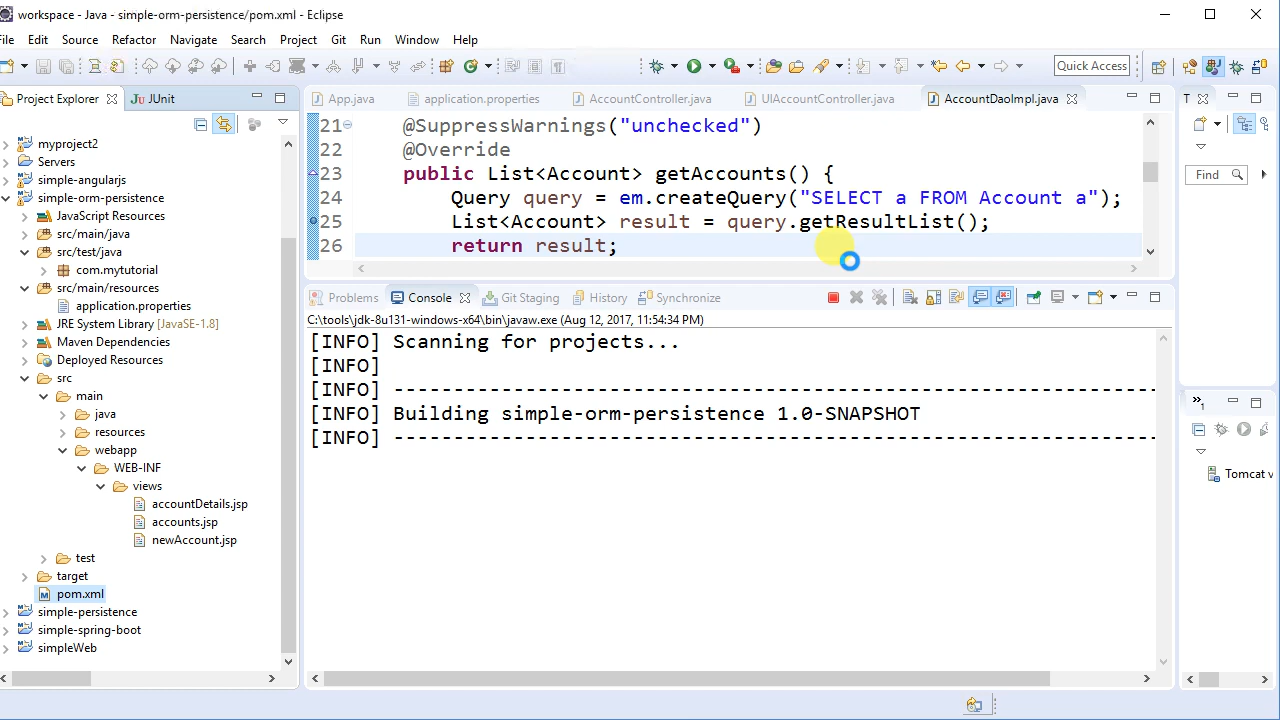 workspace - Java - simple-orm-persistence/pom.xml - Eclipse
File Edit Source Refactor Navigate Search Project Git Run Window Help
Quick Access
Project Explorer JUnit
App.java application.properties AccountController.java UIAccountController.java AccountDaoImpl.java
myproject2
Servers
simple-angularjs
simple-orm-persistence
JavaScript Resources
src/main/java
src/test/java
com.mytutorial
src/main/resources
application.properties
JRE System Library [JavaSE-1.8]
Maven Dependencies
Deployed Resources
src
main
java
resources
webapp
WEB-INF
views
accountDetails.jsp
accounts.jsp
newAccount.jsp
test
target
pom.xml
simple-persistence
simple-spring-boot
simpleWeb
21 @SuppressWarnings("unchecked")
22 @Override
23 public List<Account> getAccounts() {
24 Query query = em.createQuery("SELECT a FROM Account a");
25 List<Account> result = query.getResultList();
26 return result;
Problems Console Git Staging History Synchronize
C:\tools\jdk-8u131-windows-x64\bin\javaw.exe (Aug 12, 2017, 11:54:34 PM)
[INFO] Scanning for projects...
[INFO]
[INFO] ----------------------------------------------------------------
[INFO] Building simple-orm-persistence 1.0-SNAPSHOT
[INFO] ----------------------------------------------------------------
T
Find
1
Tomcat v